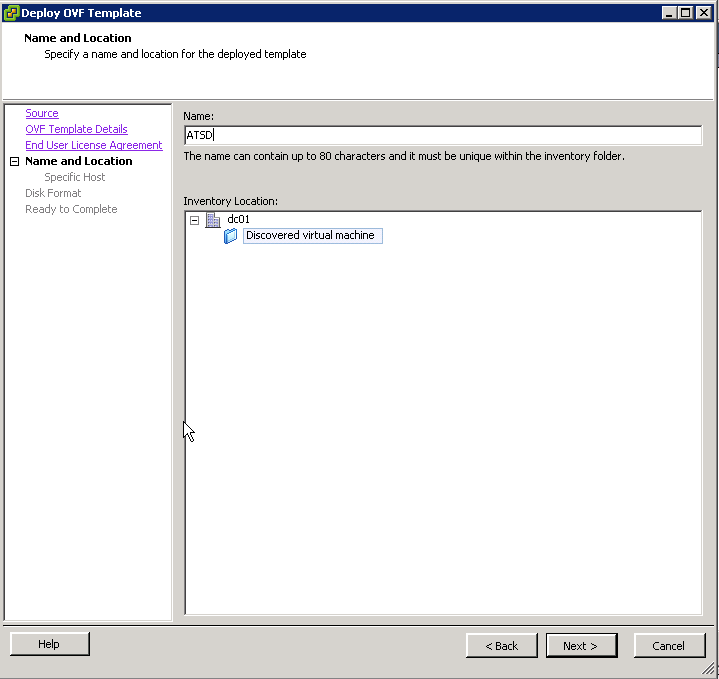 Deploy OVF Template
Name and Location
Specify a name and location for the deployed template
Source
OVF Template Details
End User License Agreement
Name and Location
Specific Host
Disk Format
Ready to Complete
Name:
ATSD
The name can contain up to 80 characters and it must be unique within the inventory folder.
Inventory Location:
dc01
Discovered virtual machine
Help
< Back
Next >
Cancel